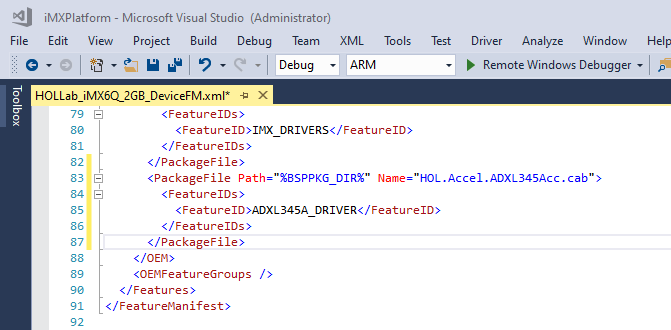 iMXPlatform - Microsoft Visual Studio (Administrator)
File Edit View Project Build Debug Team XML Tools Test Driver Analyze Window Help
Debug ARM Remote Windows Debugger
Toolbox
HOLLab_iMX6Q_2GB_DeviceFM.xml*
79 <FeatureIDs>
80 <FeatureID>IMX_DRIVERS</FeatureID>
81 </FeatureIDs>
82 </PackageFile>
83 <PackageFile Path="%BSPPKG_DIR%" Name="HOL.Accel.ADXL345Acc.cab">
84 <FeatureIDs>
85 <FeatureID>ADXL345A_DRIVER</FeatureID>
86 </FeatureIDs>
87 </PackageFile>
88 </OEM>
89 <OEMFeatureGroups />
90 </Features>
91 </FeatureManifest>
92